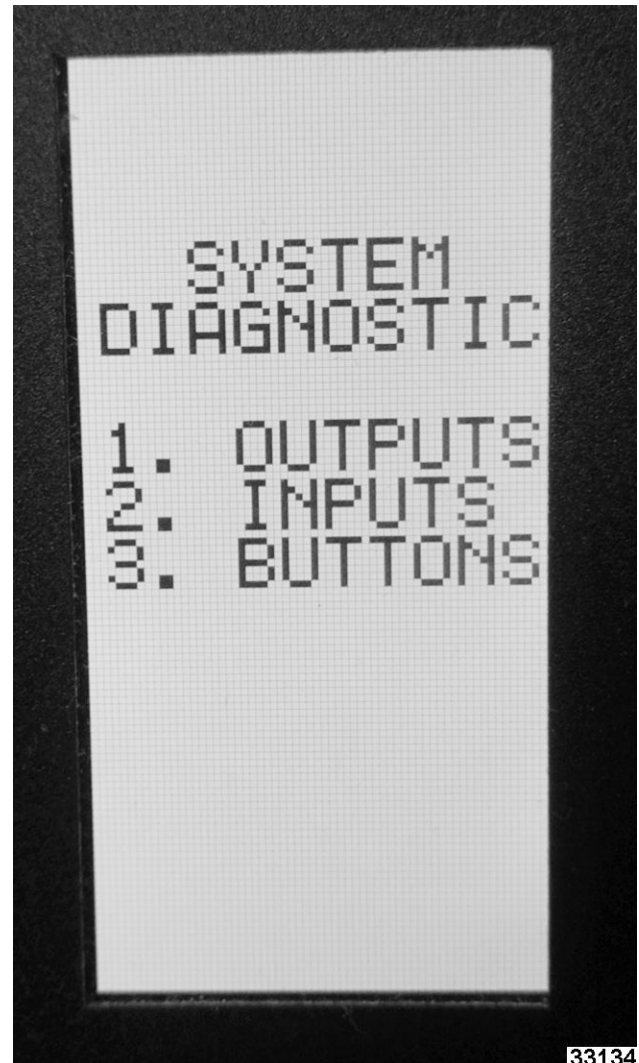 SYSTEM
DIAGNOSTIC
1. OUTPUTS
2. INPUTS
3. BUTTONS
33134